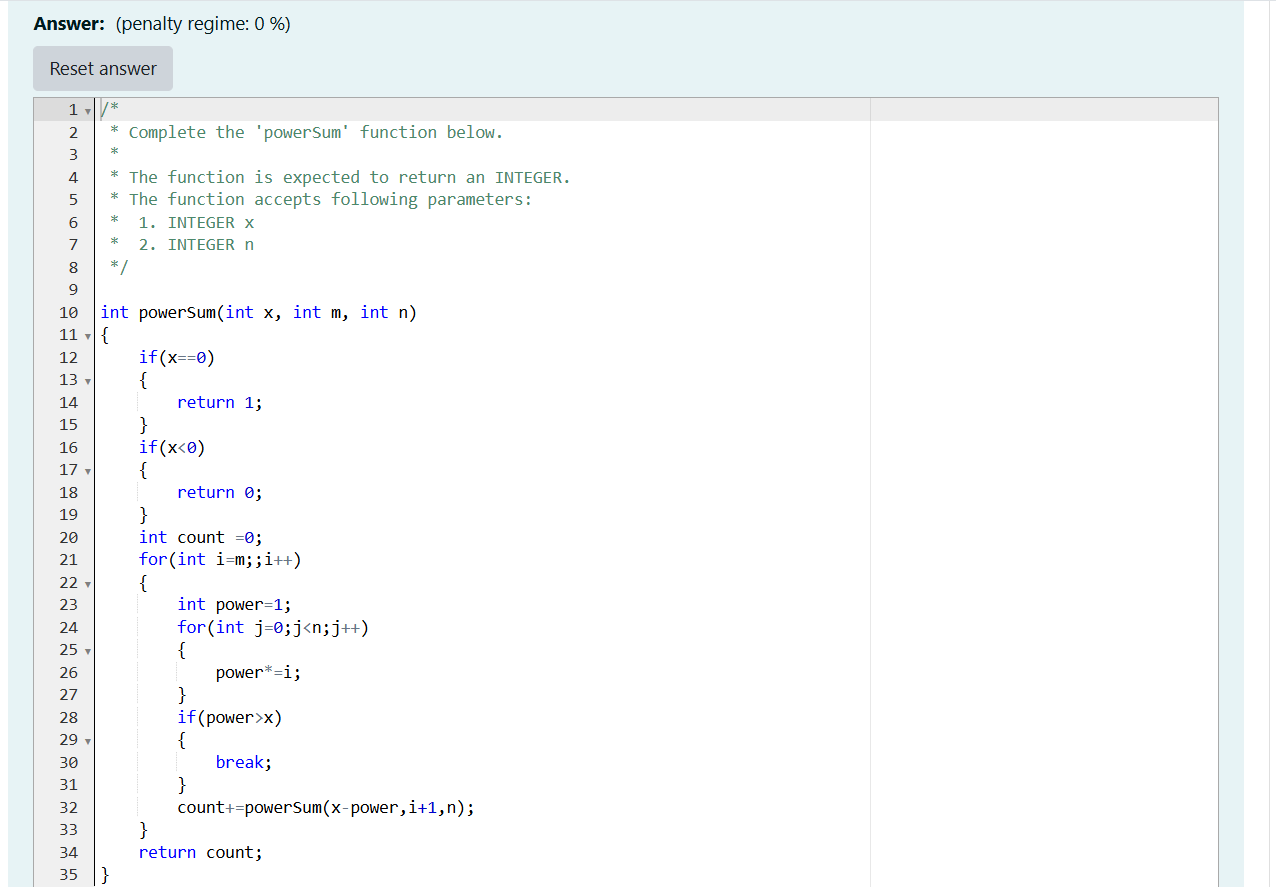 Answer: (penalty regime: 0 %)
Reset answer
1 /*
2  * Complete the 'powerSum' function below.
3  *
4  * The function is expected to return an INTEGER.
5  * The function accepts following parameters:
6  *  1. INTEGER x
7  *  2. INTEGER n
8  */
9
10 int powerSum(int x, int m, int n)
11 {
12     if(x==0)
13     {
14         return 1;
15     }
16     if(x<0)
17     {
18         return 0;
19     }
20     int count =0;
21     for(int i=m;;i++)
22     {
23         int power=1;
24         for(int j=0;j<n;j++)
25         {
26             power*=i;
27         }
28         if(power>x)
29         {
30             break;
31         }
32         count+=powerSum(x-power,i+1,n);
33     }
34     return count;
35 }